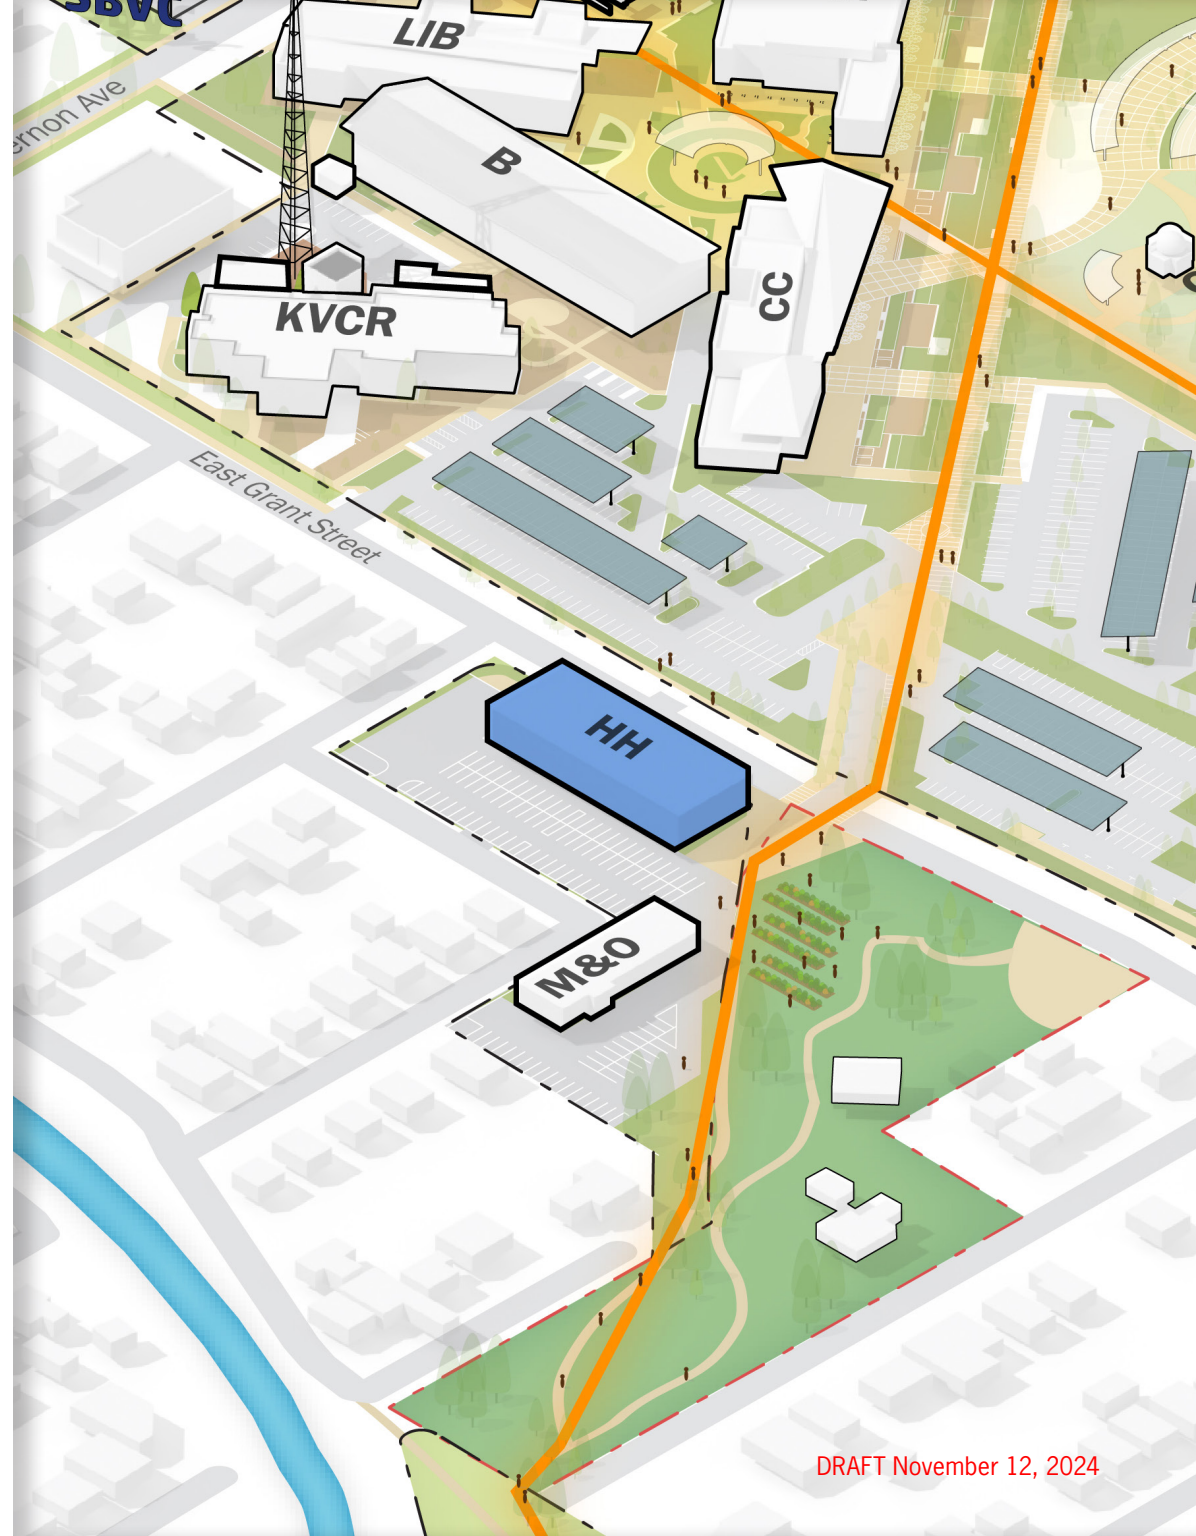 SBVC
LIB
ernon Ave
B
CC
KVCR
East Grant Street
HH
M&O
DRAFT November 12, 2024